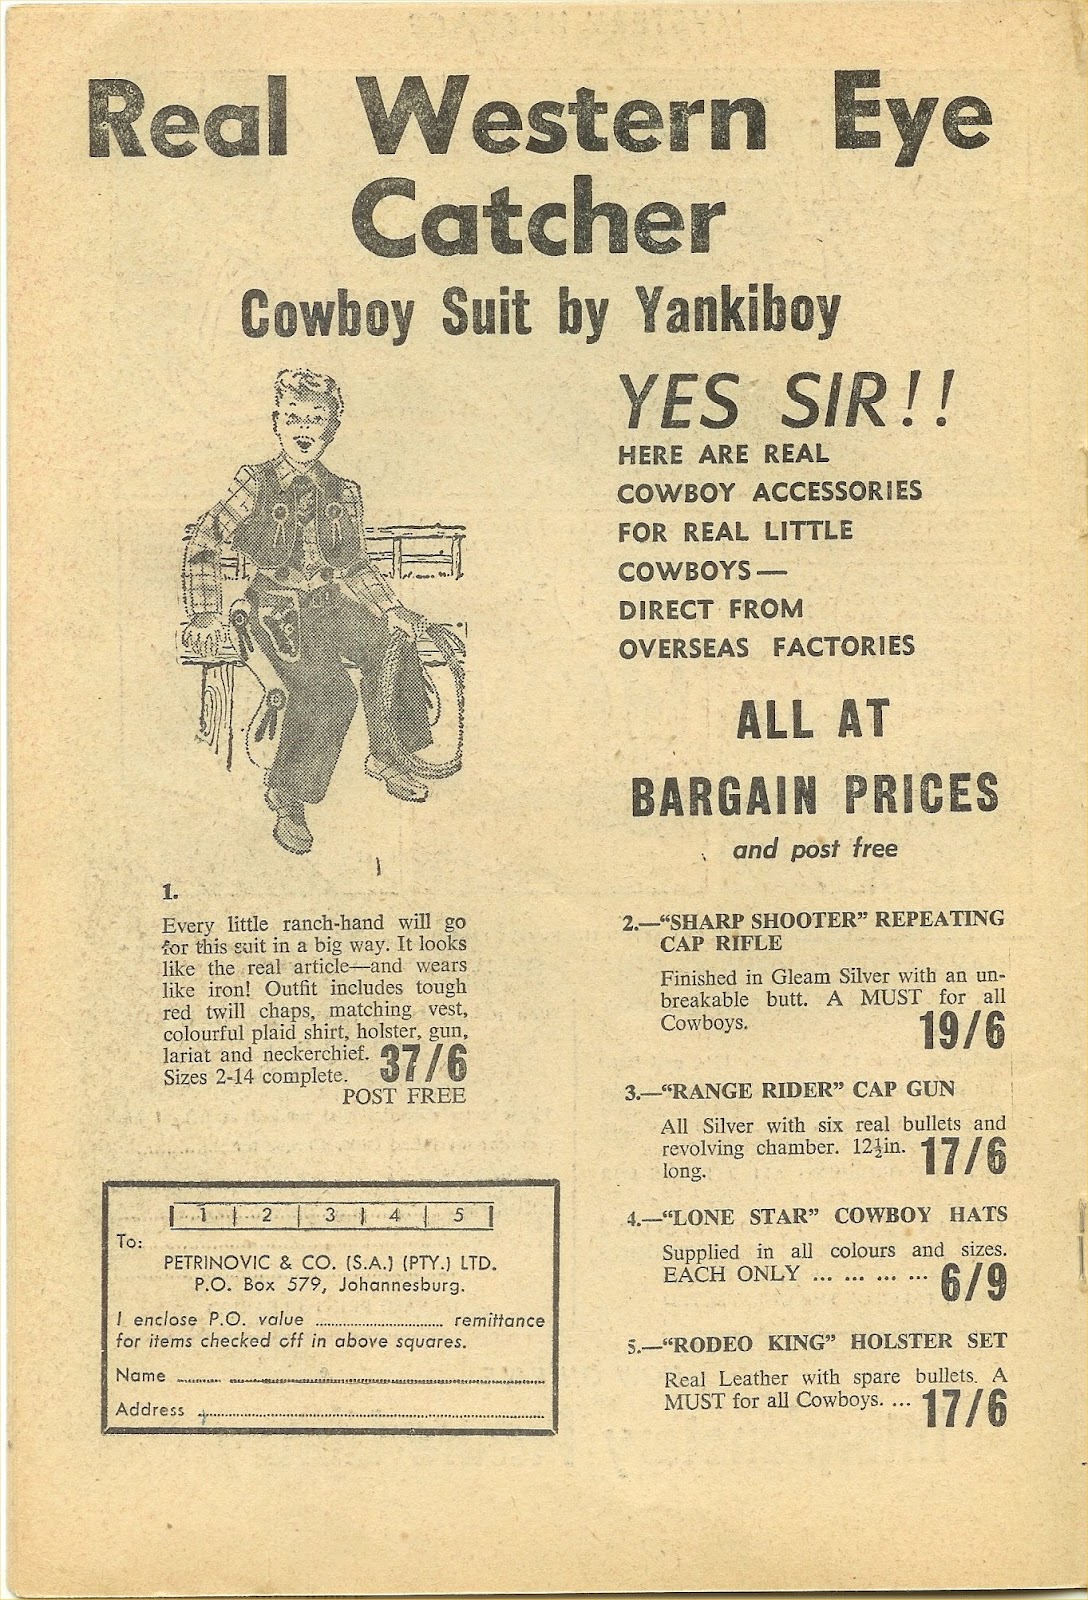 Real Western Eye
Catcher
Cowboy Suit by Yankiboy
YES SIR!!
HERE ARE REAL
COWBOY ACCESSORIES
FOR REAL LITTLE
COWBOYS—
DIRECT FROM
OVERSEAS FACTORIES
ALL AT
BARGAIN PRICES
and post free
1.
Every little ranch-hand will go
for this suit in a big way. It looks
like the real article—and wears
like iron! Outfit includes tough
red twill chaps, matching vest,
colourful plaid shirt, holster, gun,
lariat and neckerchief. 37/6
Sizes 2-14 complete.
POST FREE
2.—“SHARP SHOOTER” REPEATING
CAP RIFLE
Finished in Gleam Silver with an un-
breakable butt. A MUST for all
Cowboys. 19/6
3.—“RANGE RIDER” CAP GUN
All Silver with six real bullets and
revolving chamber. 12½in. 17/6
long.
4.—“LONE STAR” COWBOY HATS
Supplied in all colours and sizes.
EACH ONLY ... ... ... ... 6/9
5.—“RODEO KING” HOLSTER SET
Real Leather with spare bullets. A
MUST for all Cowboys. ... 17/6
| 1 | 2 | 3 | 4 | 5 |
To:
PETRINOVIC & CO. (S.A.) (PTY.) LTD.
P.O. Box 579, Johannesburg.
I enclose P.O. value .............................. remittance
for items checked off in above squares.
Name ..............................
Address ..............................